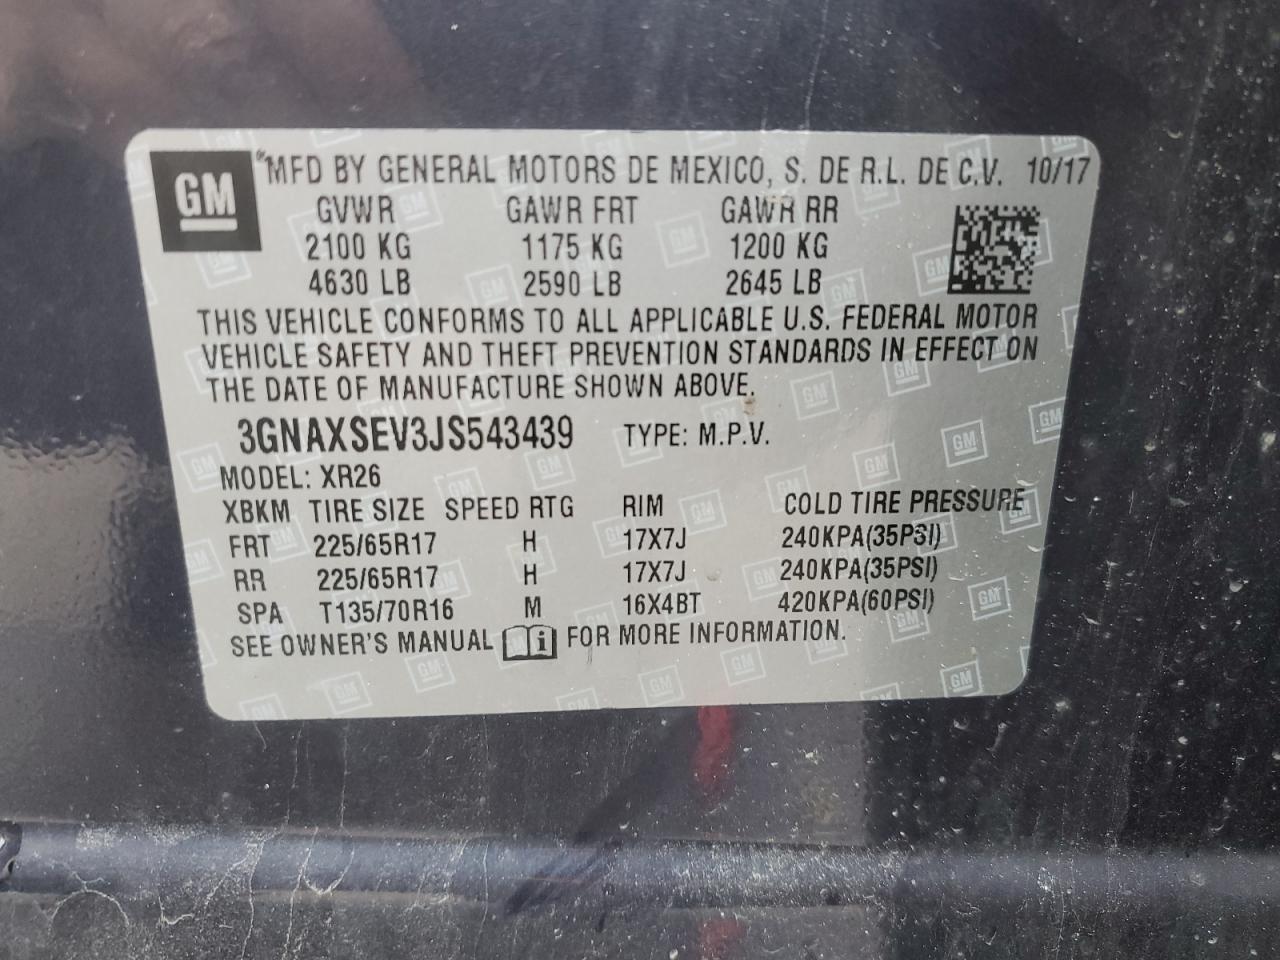 GM
®MFD BY GENERAL MOTORS DE MEXICO, S. DE R.L. DE C.V. 10/17
GVWR GAWR FRT GAWR RR
2100 KG 1175 KG 1200 KG
4630 LB 2590 LB 2645 LB
THIS VEHICLE CONFORMS TO ALL APPLICABLE U.S. FEDERAL MOTOR
VEHICLE SAFETY AND THEFT PREVENTION STANDARDS IN EFFECT ON
THE DATE OF MANUFACTURE SHOWN ABOVE.
3GNAXSEV3JS543439 TYPE: M.P.V.
MODEL: XR26
XBKM TIRE SIZE SPEED RTG RIM COLD TIRE PRESSURE
FRT 225/65R17 H 17X7J 240KPA(35PSI)
RR 225/65R17 H 17X7J 240KPA(35PSI)
SPA T135/70R16 M 16X4BT 420KPA(60PSI)
SEE OWNER'S MANUAL i FOR MORE INFORMATION.